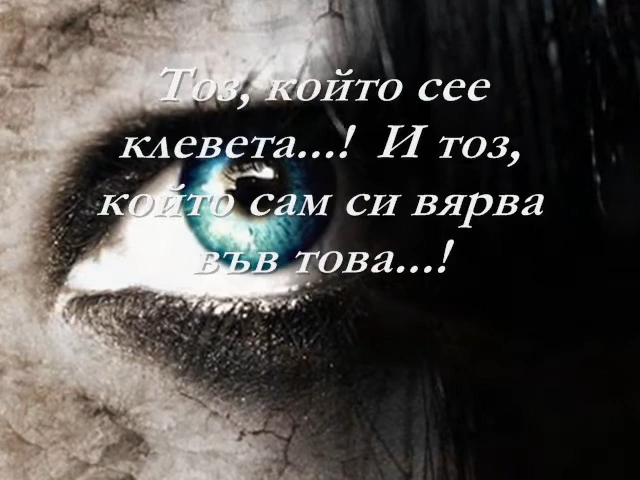 Тоз, който сее
клевета...! И тоз,
който сам си вярва
във това...!